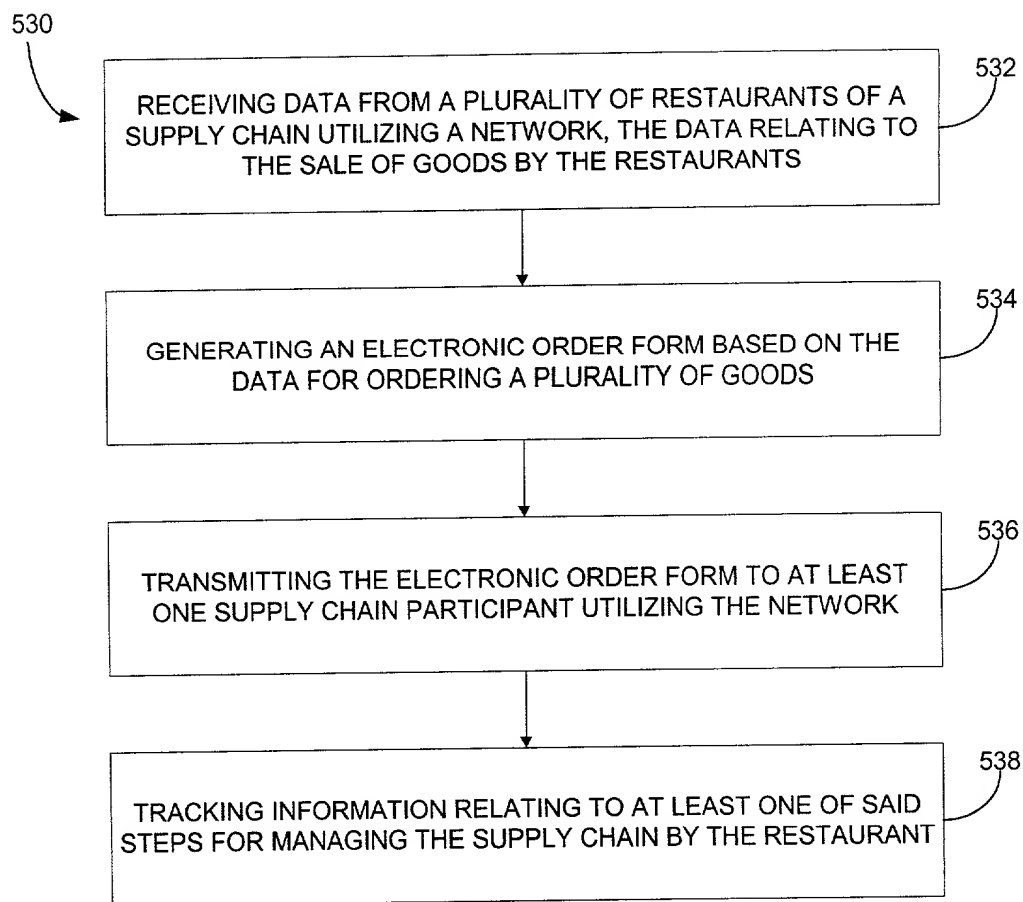 530
532
RECEIVING DATA FROM A PLURALITY OF RESTAURANTS OF A
SUPPLY CHAIN UTILIZING A NETWORK, THE DATA RELATING TO
THE SALE OF GOODS BY THE RESTAURANTS
534
GENERATING AN ELECTRONIC ORDER FORM BASED ON THE
DATA FOR ORDERING A PLURALITY OF GOODS
536
TRANSMITTING THE ELECTRONIC ORDER FORM TO AT LEAST
ONE SUPPLY CHAIN PARTICIPANT UTILIZING THE NETWORK
538
TRACKING INFORMATION RELATING TO AT LEAST ONE OF SAID
STEPS FOR MANAGING THE SUPPLY CHAIN BY THE RESTAURANT